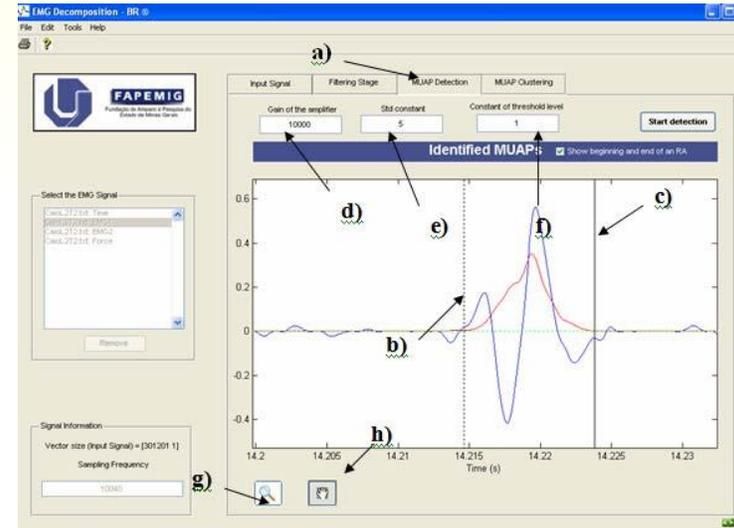 EMG Decomposition - BR ®
File Edit Tools Help
a)
FAPEMIG
Fundação de Amparo à Pesquisa do
Estado de Minas Gerais
Input Signal Filtering Stage MUAP Detection MUAP Clustering
Gain of the amplifier Std constant Constant of threshold level
10000 5 1 Start detection
Identified MUAPs Show beginning and end of an RA
Select the EMG Signal
CaioL2T2.txt Force
Remove
d) e) f) c)
b)
0.6
0.4
0.2
0
-0.2
-0.4
14.2 14.205 14.21 14.215 14.22 14.225 14.23
Time (s)
Signal Information
Vector size (Input Signal) = [301201 1]
Sampling Frequency
10040
g) h)